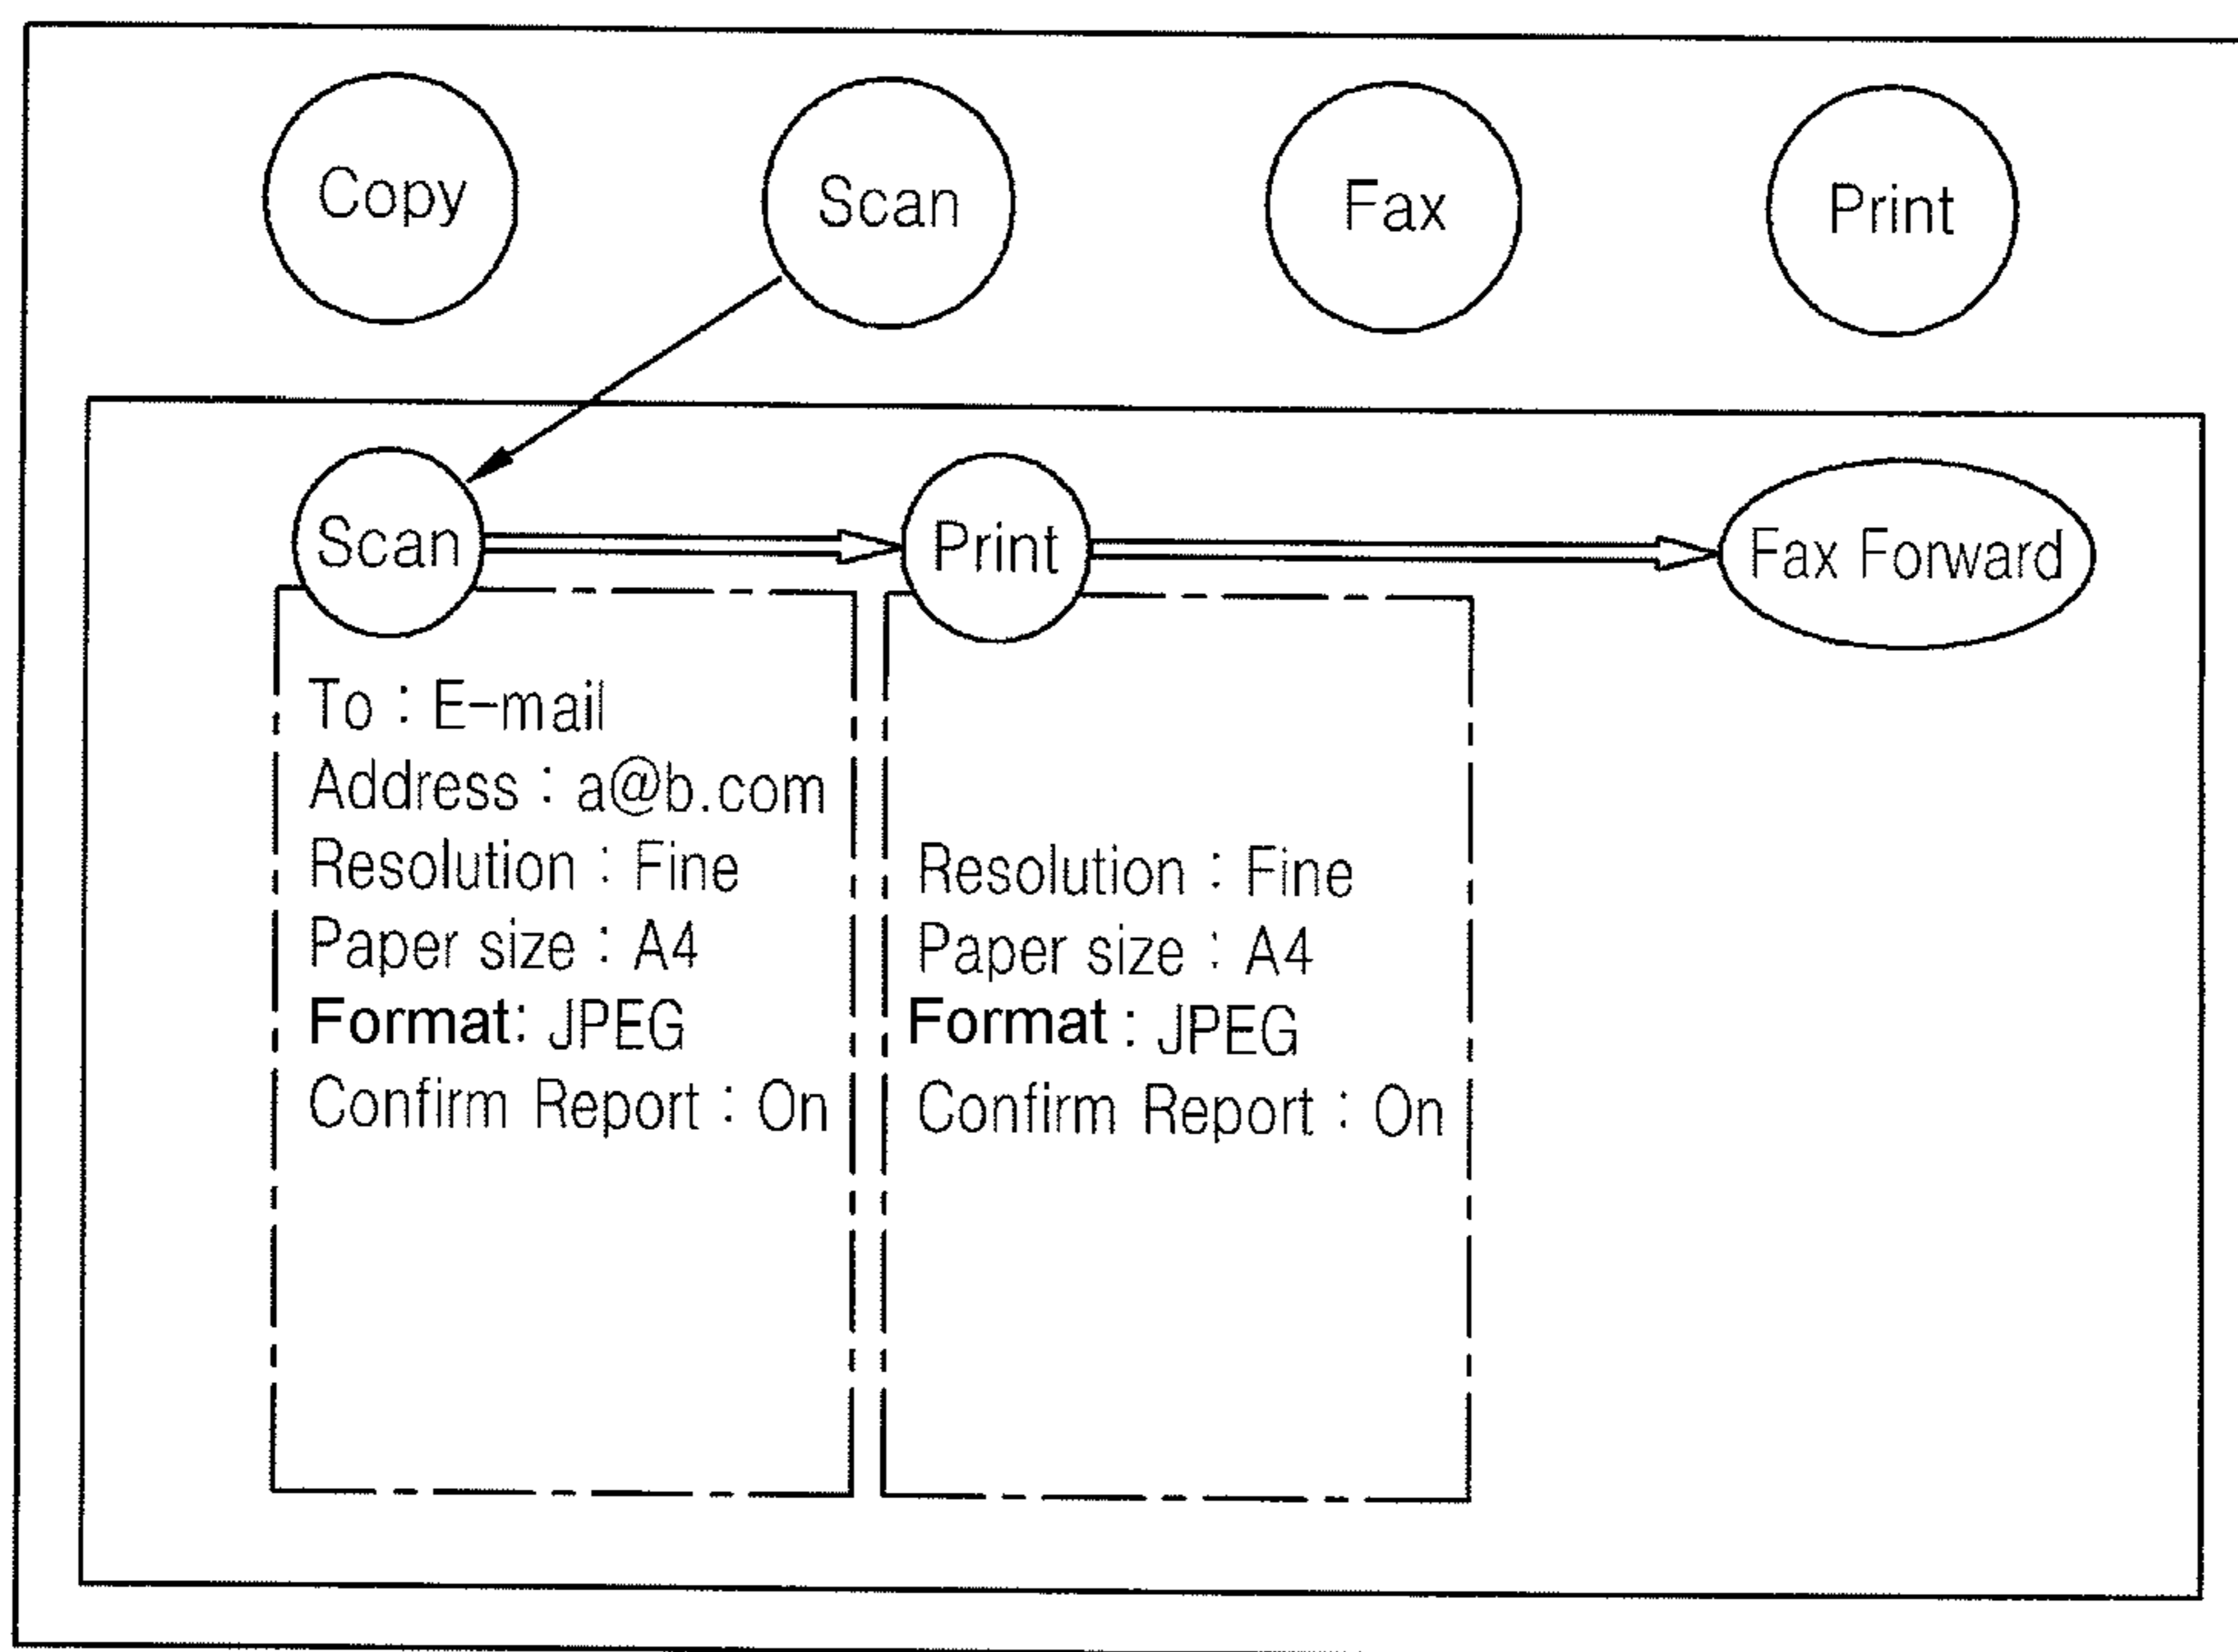 Copy Scan Fax Print
Scan Print Fax Forward
To : E-mail
Address : a@b.com
Resolution : Fine
Paper size : A4
Format: JPEG
Confirm Report : On
Resolution : Fine
Paper size : A4
Format : JPEG
Confirm Report : On